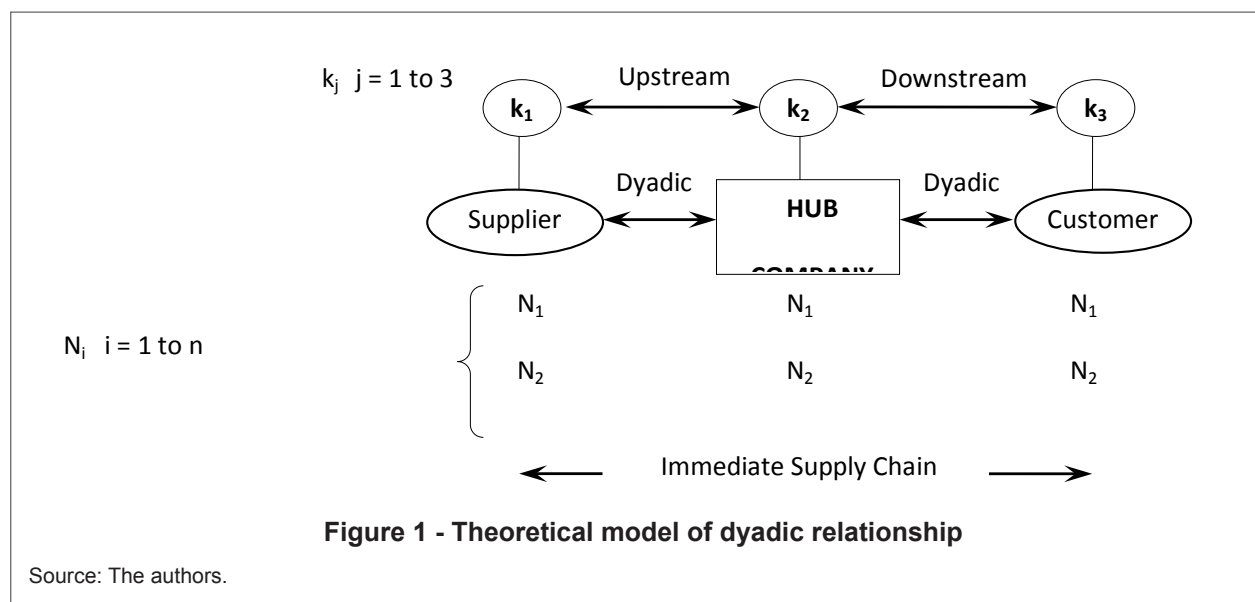 kⱼ j = 1 to 3
Upstream
Downstream
k₁
k₂
k₃
Dyadic
Dyadic
Supplier
HUB
COMPANY
Customer
N₁ N₁ N₁
Nᵢ i = 1 to n
N₂ N₂ N₂
Immediate Supply Chain
Figure 1 - Theoretical model of dyadic relationship
Source: The authors.